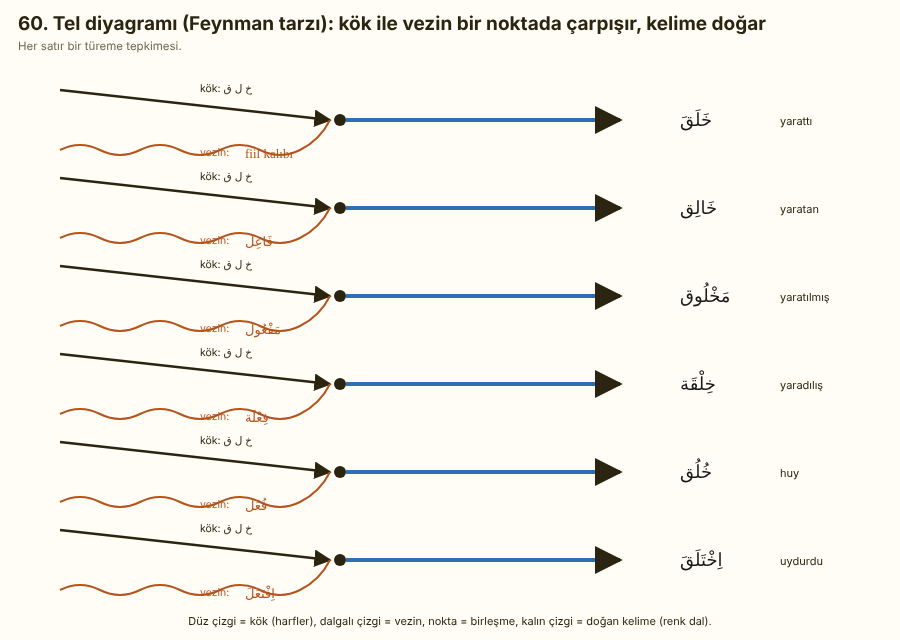 60. Tel diyagramı (Feynman tarzı): kök ile vezin bir noktada çarpışır, kelime doğar
Her satır bir türeme tepkimesi.
kök: خ ل ق
خَلَقَ yarattı
vezin: fiil kalıbı
kök: خ ل ق
خَالِق yaratan
vezin: فَاعِل
kök: خ ل ق
مَخْلُوق yaratılmış
vezin: مَفْعُول
kök: خ ل ق
خِلْقَة yaradılış
vezin: فِعْلَة
kök: خ ل ق
خُلُق huy
vezin: فُعُل
kök: خ ل ق
اِخْتَلَقَ uydurdu
vezin: اِفْتَعَلَ
Düz çizgi = kök (harfler), dalgalı çizgi = vezin, nokta = birleşme, kalın çizgi = doğan kelime (renk dal).